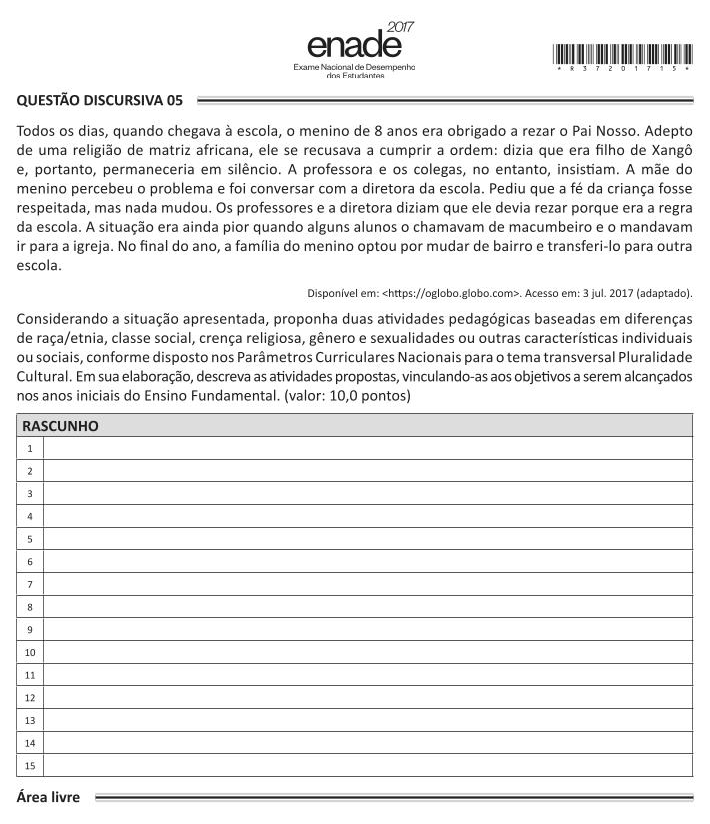 2017
enade
Exame Nacional de Desempenho
dos Estudantes
* R 3 7 2 0 1 7 1 5 *
QUESTÃO DISCURSIVA 05
Todos os dias, quando chegava à escola, o menino de 8 anos era obrigado a rezar o Pai Nosso. Adepto
de uma religião de matriz africana, ele se recusava a cumprir a ordem: dizia que era filho de Xangô
e, portanto, permaneceria em silêncio. A professora e os colegas, no entanto, insistiam. A mãe do
menino percebeu o problema e foi conversar com a diretora da escola. Pediu que a fé da criança fosse
respeitada, mas nada mudou. Os professores e a diretora diziam que ele devia rezar porque era a regra
da escola. A situação era ainda pior quando alguns alunos o chamavam de macumbeiro e o mandavam
ir para a igreja. No final do ano, a família do menino optou por mudar de bairro e transferi-lo para outra
escola.
Disponível em: <https://oglobo.globo.com>. Acesso em: 3 jul. 2017 (adaptado).
Considerando a situação apresentada, proponha duas atividades pedagógicas baseadas em diferenças
de raça/etnia, classe social, crença religiosa, gênero e sexualidades ou outras características individuais
ou sociais, conforme disposto nos Parâmetros Curriculares Nacionais para o tema transversal Pluralidade
Cultural. Em sua elaboração, descreva as atividades propostas, vinculando-as aos objetivos a serem alcançados
nos anos iniciais do Ensino Fundamental. (valor: 10,0 pontos)
RASCUNHO
1
2
3
4
5
6
7
8
9
10
11
12
13
14
15
Área livre